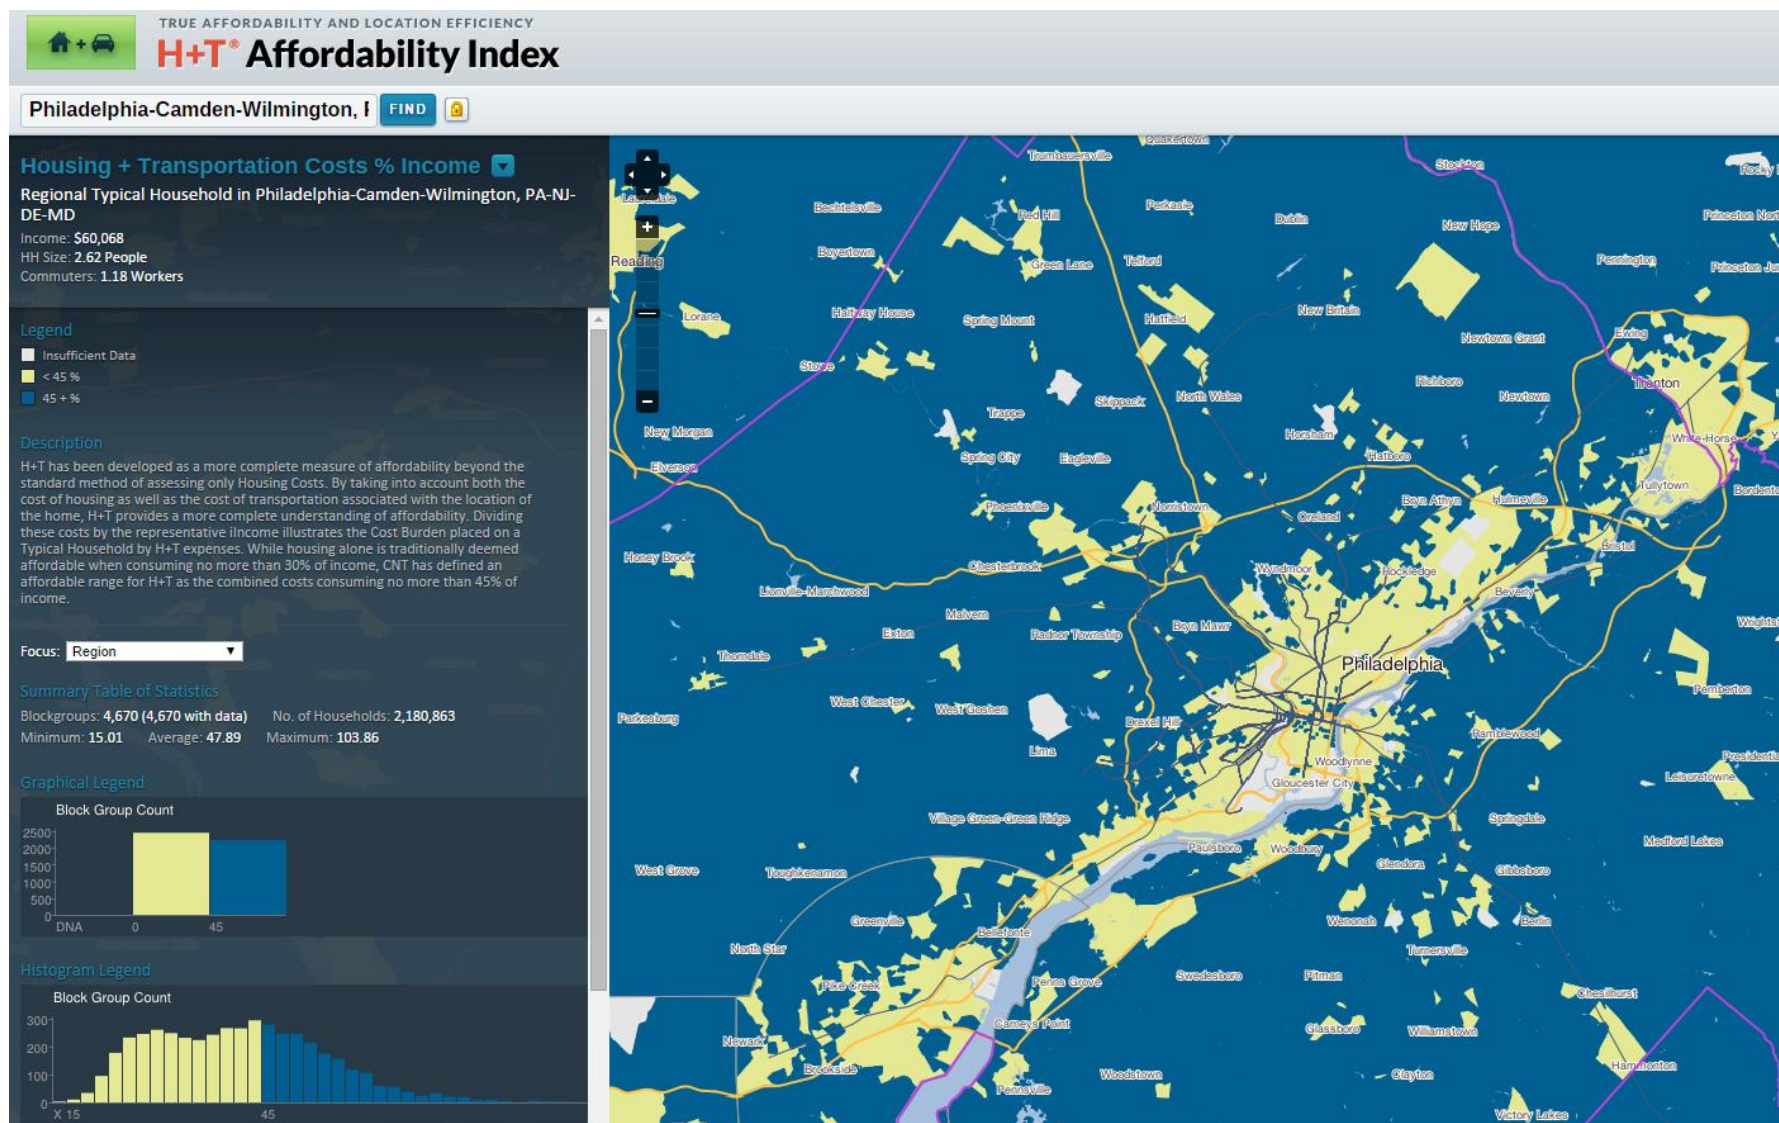 TRUE AFFORDABILITY AND LOCATION EFFICIENCY
H+T® Affordability Index
Philadelphia-Camden-Wilmington, F
FIND
Housing + Transportation Costs % Income
Regional Typical Household in Philadelphia-Camden-Wilmington, PA-NJ-
DE-MD
Income: $60,068
HH Size: 2.62 People
Commuters: 1.18 Workers
Legend
Insufficient Data
< 45 %
45 + %
Description
H+T has been developed as a more complete measure of affordability beyond the
standard method of assessing only Housing Costs. By taking into account both the
cost of housing as well as the cost of transportation associated with the location of
the home, H+T provides a more complete understanding of affordability. Dividing
these costs by the representative iIncome illustrates the Cost Burden placed on a
Typical Household by H+T expenses. While housing alone is traditionally deemed
affordable when consuming no more than 30% of income, CNT has defined an
affordable range for H+T as the combined costs consuming no more than 45% of
income.
Focus: Region
Summary Table of Statistics
Blockgroups: 4,670 (4,670 with data) No. of Households: 2,180,863
Minimum: 15.01 Average: 47.89 Maximum: 103.86
Graphical Legend
Block Group Count
2500
2000
1500
1000
500
0
DNA 0 45
Histogram Legend
Block Group Count
300
200
100
0
X 15 45
Quakertown
Trumbauersville
Stockton
Rocky
Laureldale
Bechtelsville
Red Hill
Perkasie
Dublin
New Hope
Princeton Nort
Boyertown
Reading
Green Lane
Telford
Pennington
Princeton Jun
Lorane
Halfway House
Spring Mount
Hatfield
New Britain
Newtown Grant
Ewing
Stowe
Trenton
Richboro
Newtown
North Wales
Skippack
Trappe
New Morgan
Horsham
White-Horse
Y
Elverson
Spring City
Eagleville
Hatboro
Tullytown
Bordento
Phoenixville
Norristown
Bryn Athyn
Hulmeville
Oreland
Bristol
Honey Brook
Chesterbrook
Wyndmoor
Rockledge
Lionville-Marchwood
Beverly
Malvern
Exton
Radnor Township
Bryn Mawr
Wrights
Thorndale
Philadelphia
Pemberton
West Chester
West Goshen
Parkesburg
Drexel Hill
Ramblewood
Lima
Woodlynne
Presidentia
Gloucester City
Leisuretowne
Village Green-Green Ridge
Springdale
Paulsboro
Woodbury
Medford Lakes
West Grove
Toughkenamon
Glendora
Gibbsboro
Greenville
Bellefonte
Wenonah
Berlin
North Star
Turnersville
Pike Creek
Penns Grove
Swedesboro
Pitman
Chesilhurst
Carneys Point
Newark
Glassboro
Williamstown
Brookside
Woodstown
Clayton
Hammonton
Pennsville
Victory Lakes